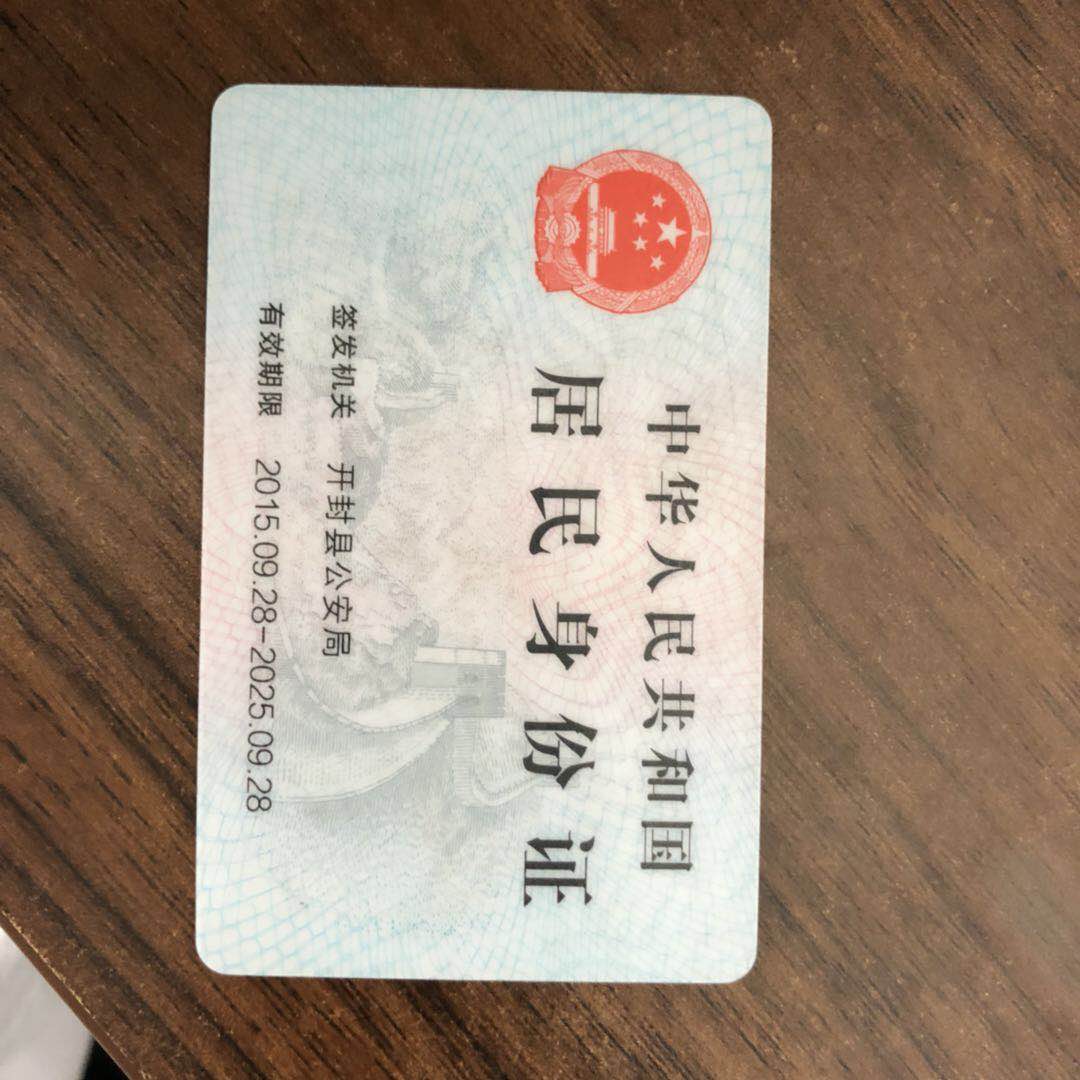 中华人民共和国
居民身份证
签发机关 开封县公安局
有效期限 2015.09.28-2025.09.28